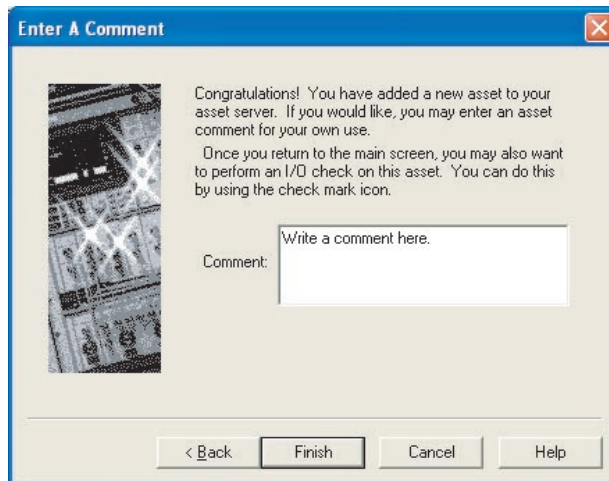 Enter A Comment
Congratulations! You have added a new asset to your
asset server. If you would like, you may enter an asset
comment for your own use.
Once you return to the main screen, you may also want
to perform an I/O check on this asset. You can do this
by using the check mark icon.
Comment:
Write a comment here.
< Back
Finish
Cancel
Help